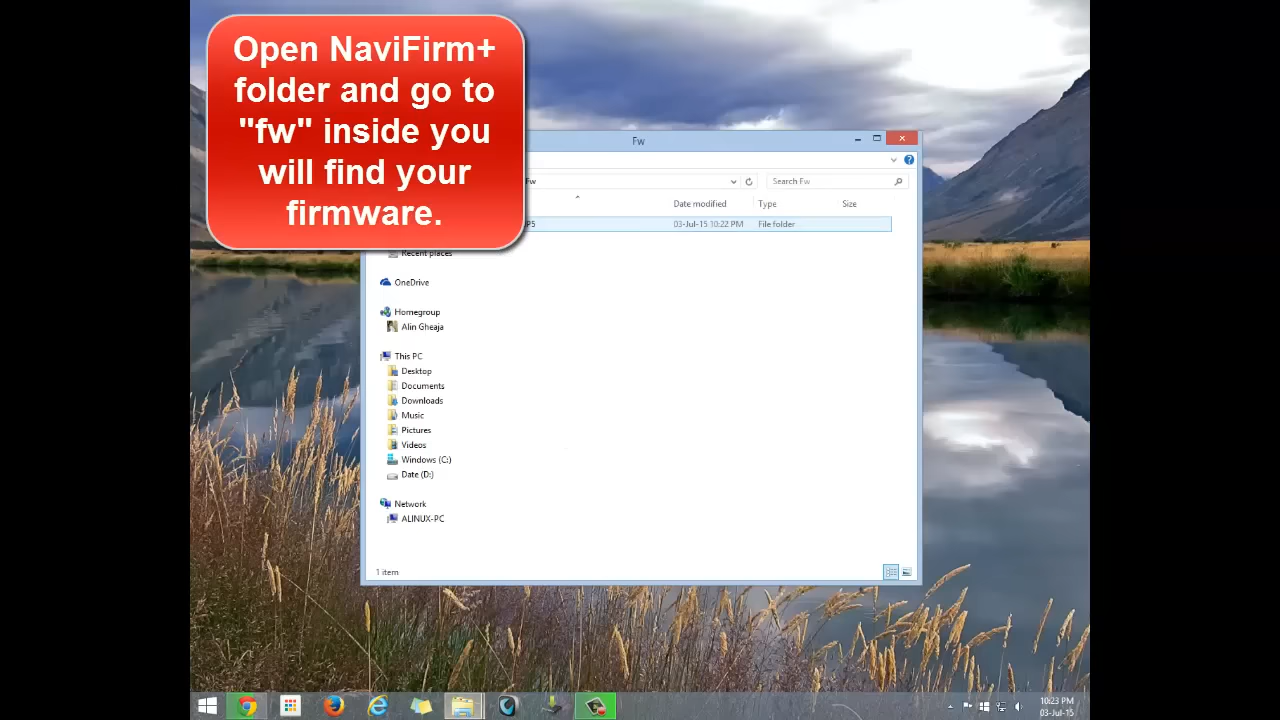 Open NaviFirm+
folder and go to
"fw" inside you
will find your
firmware.
Fw
Fw
Search Fw
Date modified
Type
Size
03-Jul-15 10:22 PM
File folder
Recent places
OneDrive
Homegroup
Alin Gheaja
This PC
Desktop
Documents
Downloads
Music
Pictures
Videos
Windows (C:)
Date (D:)
Network
ALINUX-PC
1 item
10:23 PM
03-Jul-15